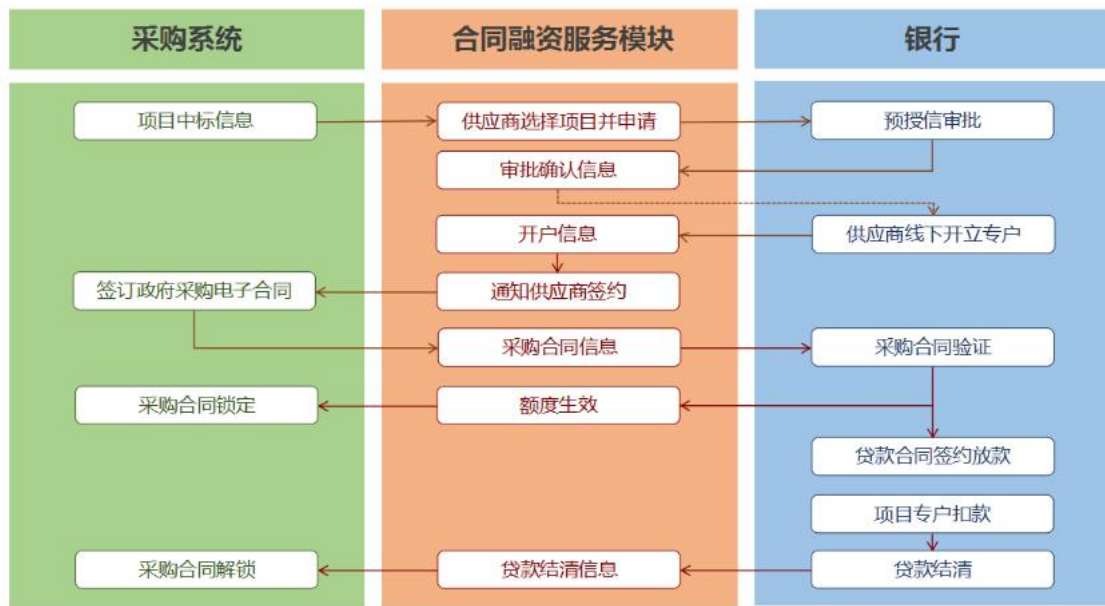 采购系统
合同融资服务模块
银行
项目中标信息
供应商选择项目并申请
预授信审批
审批确认信息
开户信息
供应商线下开立专户
签订政府采购电子合同
通知供应商签约
采购合同信息
采购合同验证
采购合同锁定
额度生效
贷款合同签约放款
项目专户扣款
采购合同解锁
贷款结清信息
贷款结清